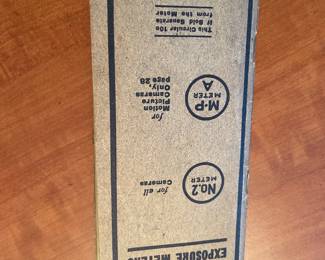 EXPOSURE METERS
No.2
METER
for all
Cameras
M-P
METER
A
for
Motion
Picture
Cameras
Only,
page 28
This Circular 10c
If Sold Separate
from the Meter